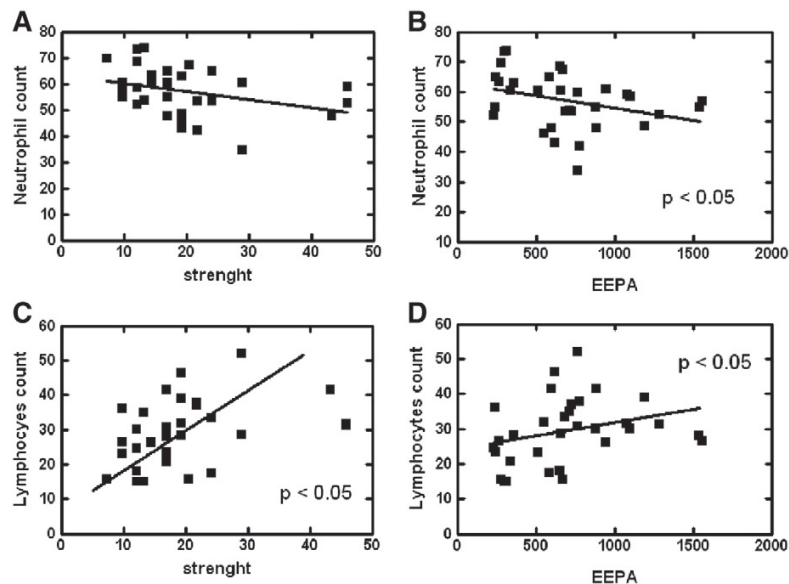 A
Neutrophil count
80
70
60
50
40
30
20
10
0
0 10 20 30 40 50
strenght
B
Neutrophil count
80
70
60
50
40
30
20
10
p < 0.05
0 500 1000 1500 2000
EEPA
C
Lymphocyes count
60
50
40
30
20
10
0
p < 0.05
0 10 20 30 40 50
strenght
D
Lymphocytes count
60
50
40
30
20
10
0
p < 0.05
0 500 1000 1500 2000
EEPA